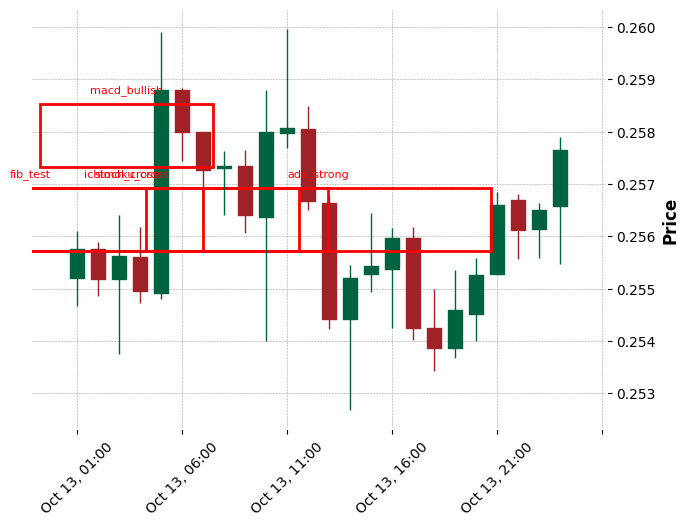 0.260
0.259
macd_bullish
0.258
fib_test
adx_strong
0.257
0.256
0.255
0.254
0.253
Price
Oct 13, 01:00
Oct 13, 06:00
Oct 13, 11:00
Oct 13, 16:00
Oct 13, 21:00